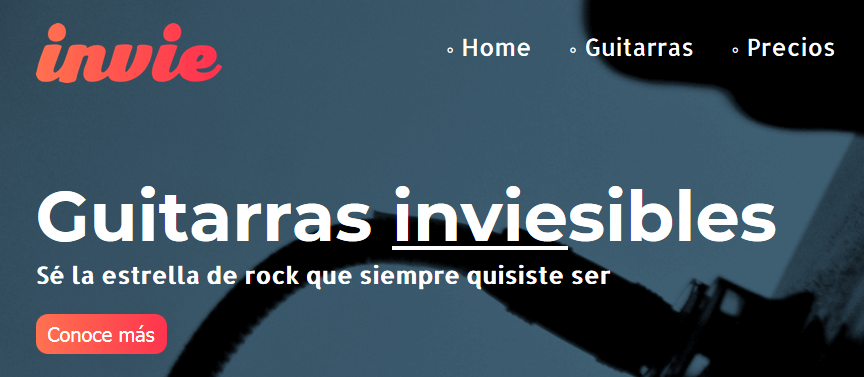 invie
◦ Home ◦ Guitarras ◦ Precios
Guitarras inviesibles
Sé la estrella de rock que siempre quisiste ser
Conoce más